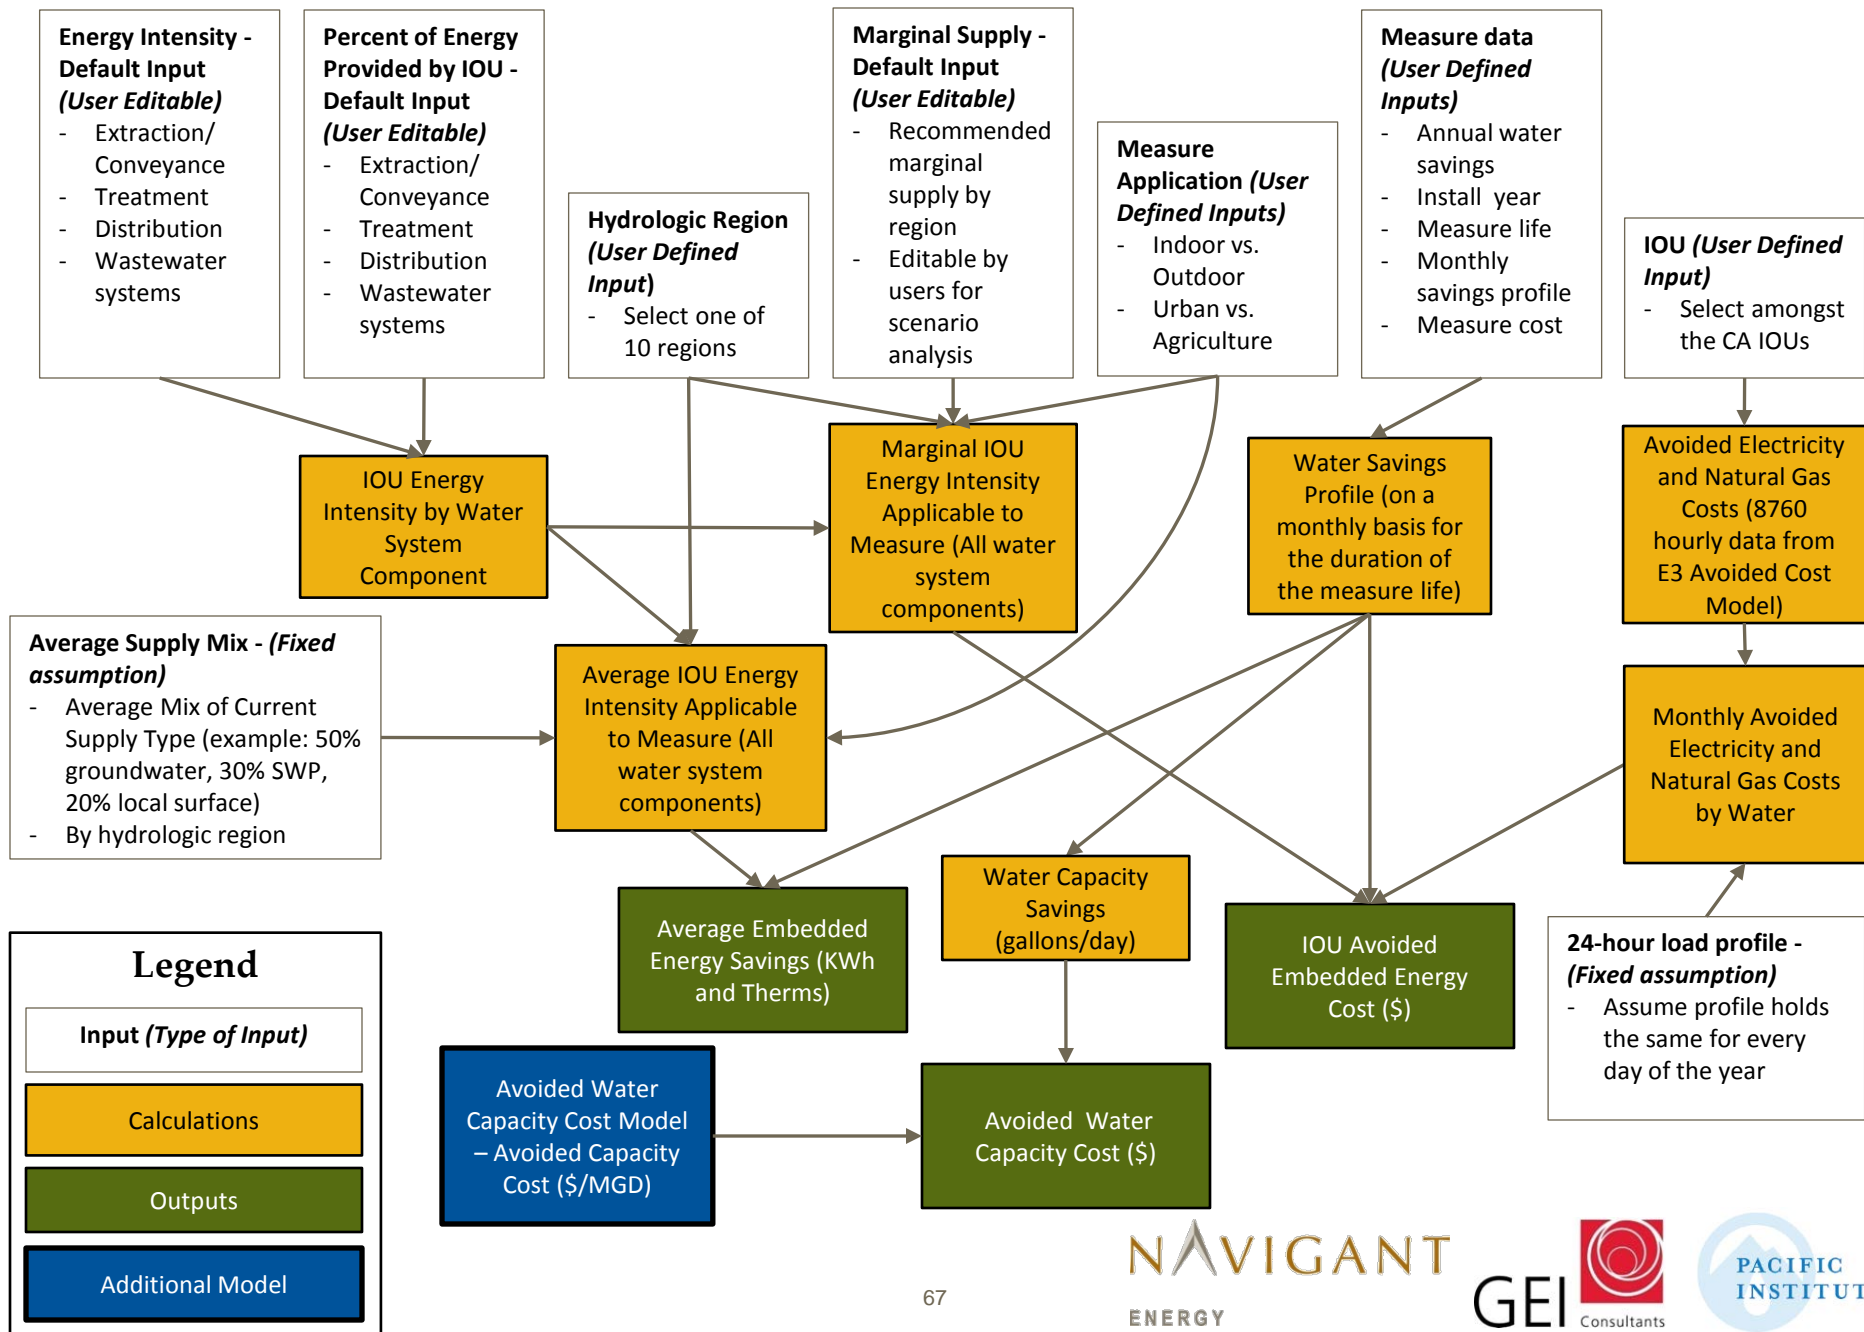 Energy Intensity -
Default Input
(User Editable)
- Extraction/
Conveyance
- Treatment
- Distribution
- Wastewater
systems
Percent of Energy
Provided by IOU -
Default Input
(User Editable)
- Extraction/
Conveyance
- Treatment
- Distribution
- Wastewater
systems
Hydrologic Region
(User Defined
Input)
- Select one of
10 regions
Marginal Supply -
Default Input
(User Editable)
- Recommended
marginal
supply by
region
- Editable by
users for
scenario
analysis
Measure
Application (User
Defined Inputs)
- Indoor vs.
Outdoor
- Urban vs.
Agriculture
Measure data
(User Defined
Inputs)
- Annual water
savings
- Install year
- Measure life
- Monthly
savings profile
- Measure cost
IOU (User Defined
Input)
- Select amongst
the CA IOUs
IOU Energy
Intensity by Water
System
Component
Marginal IOU
Energy Intensity
Applicable to
Measure (All water
system
components)
Water Savings
Profile (on a
monthly basis for
the duration of
the measure life)
Avoided Electricity
and Natural Gas
Costs (8760
hourly data from
E3 Avoided Cost
Model)
Average Supply Mix - (Fixed
assumption)
- Average Mix of Current
Supply Type (example: 50%
groundwater, 30% SWP,
20% local surface)
- By hydrologic region
Average IOU Energy
Intensity Applicable
to Measure (All
water system
components)
Monthly Avoided
Electricity and
Natural Gas Costs
by Water
Average Embedded
Energy Savings (KWh
and Therms)
Water Capacity
Savings
(gallons/day)
IOU Avoided
Embedded Energy
Cost ($)
24-hour load profile -
(Fixed assumption)
- Assume profile holds
the same for every
day of the year
Legend
Input (Type of Input)
Calculations
Outputs
Additional Model
Avoided Water
Capacity Cost Model
– Avoided Capacity
Cost ($/MGD)
Avoided Water
Capacity Cost ($)
67
NAVIGANT
ENERGY
GEI
Consultants
PACIFIC
INSTITUT